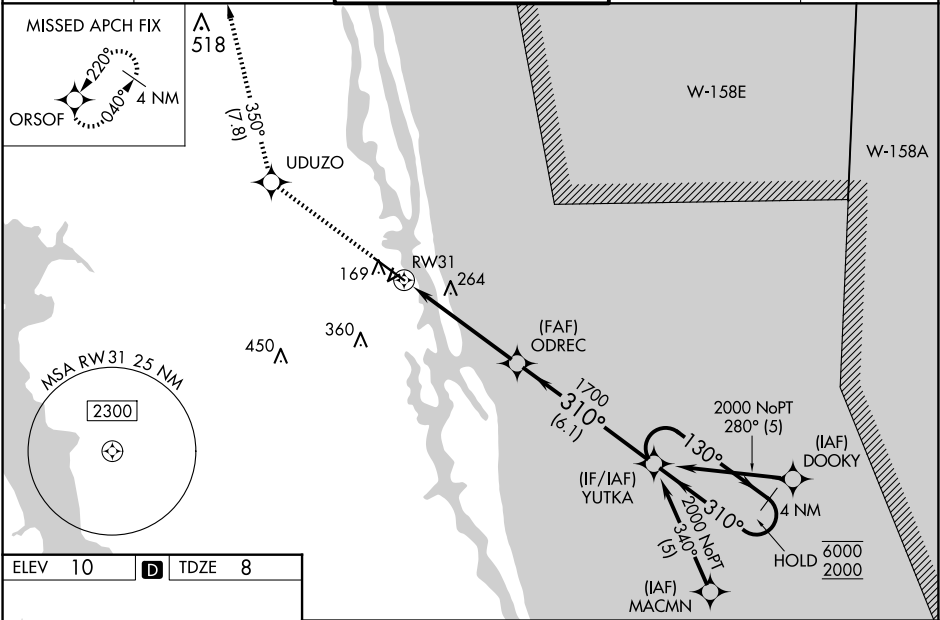 MISSED APCH FIX
220°
040°
4 NM
ORSOF
518
350°
(7.8)
UDUZO
W-158E
W-158A
169
RW31
264
360
450
(FAF)
ODREC
MSA RW 31 25 NM
2300
1700
310°
(6.1)
2000 NoPT
280° (5)
(IAF)
DOOKY
130°
(IF/IAF)
YUTKA
310°
4 NM
2000 NoPT
340°
(5)
HOLD
6000
2000
(IAF)
MACMN
ELEV 10 D TDZE 8